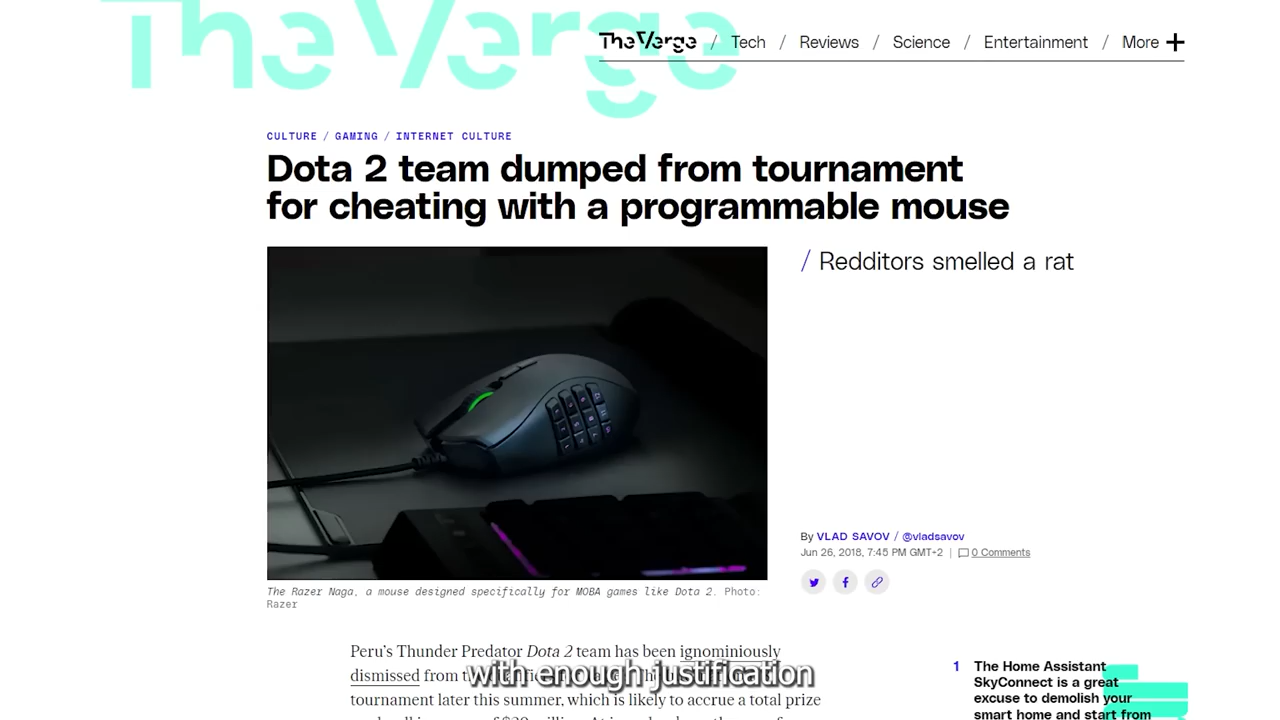 The Verge
The Verge / Tech / Reviews / Science / Entertainment / More +
CULTURE / GAMING / INTERNET CULTURE
Dota 2 team dumped from tournament
for cheating with a programmable mouse
/ Redditors smelled a rat
By VLAD SAVOV / @vladsavov
Jun 26, 2018, 7:45 PM GMT+2 | 0 Comments
The Razer Naga, a mouse designed specifically for MOBA games like Dota 2. Photo:
Razer
Peru's Thunder Predator Dota 2 team has been ignominiously
dismissed from
tournament later this summer, which is likely to accrue a total prize
with enough justification
1 The Home Assistant
SkyConnect is a great
excuse to demolish your
smart home and start from